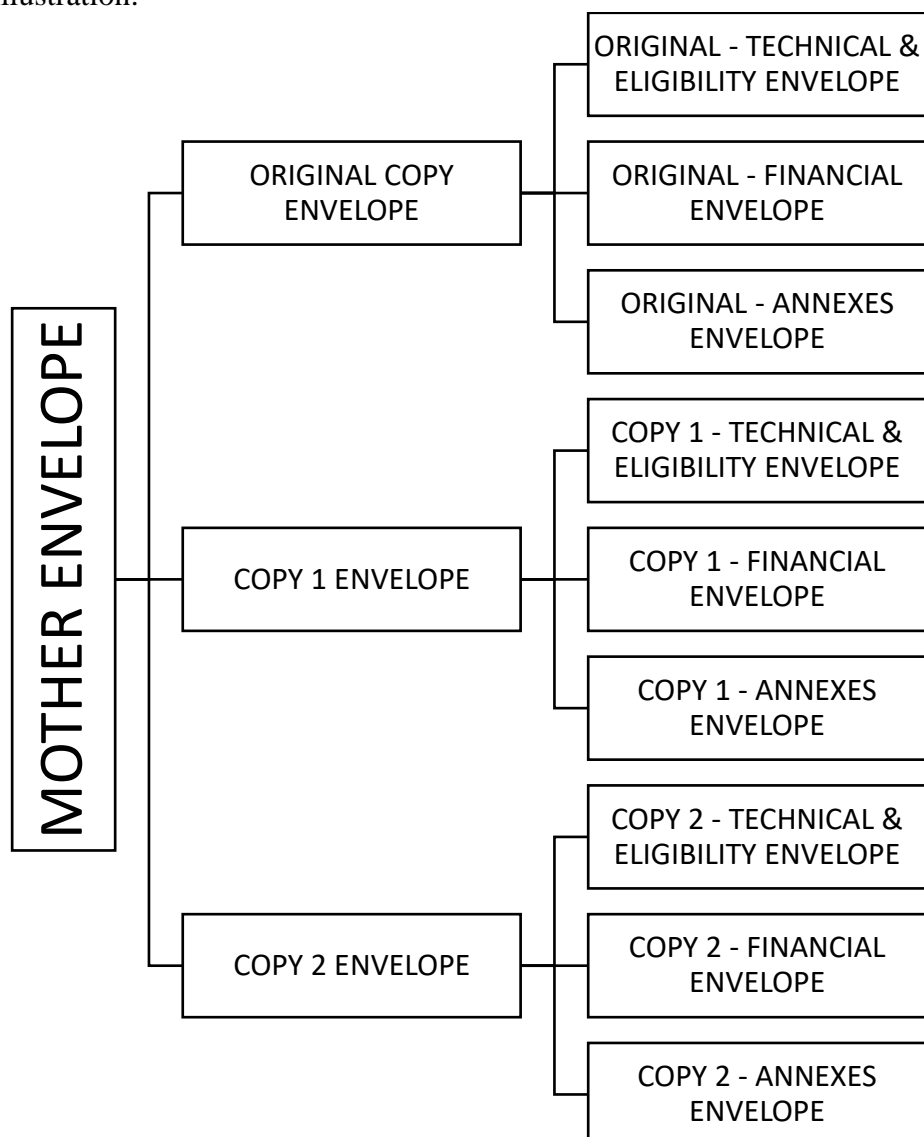 illustration:
ORIGINAL - TECHNICAL &
ELIGIBILITY ENVELOPE
ORIGINAL COPY
ENVELOPE
ORIGINAL - FINANCIAL
ENVELOPE
ORIGINAL - ANNEXES
ENVELOPE
MOTHER ENVELOPE
COPY 1 - TECHNICAL &
ELIGIBILITY ENVELOPE
COPY 1 ENVELOPE
COPY 1 - FINANCIAL
ENVELOPE
COPY 1 - ANNEXES
ENVELOPE
COPY 2 - TECHNICAL &
ELIGIBILITY ENVELOPE
COPY 2 ENVELOPE
COPY 2 - FINANCIAL
ENVELOPE
COPY 2 - ANNEXES
ENVELOPE